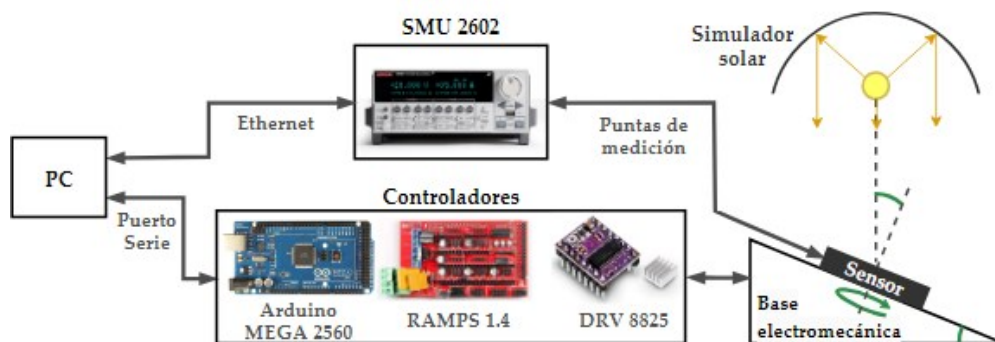 SMU 2602
Simulador
solar
Ethernet
Puntas de
medición
PC
Controladores
Puerto
Serie
Arduino
MEGA 2560
RAMPS 1.4
DRV 8825
Sensor
Base
electromecánica